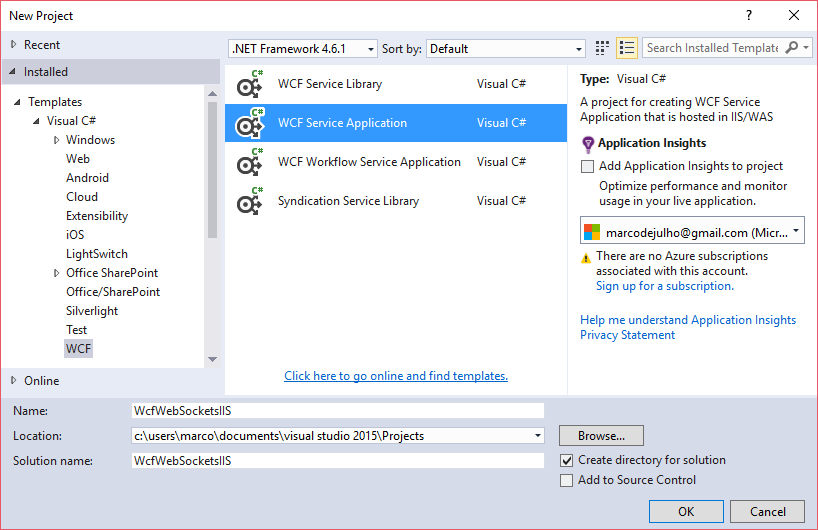 New Project
?
Recent
Installed
Templates
Visual C#
Windows
Web
Android
Cloud
Extensibility
iOS
LightSwitch
Office SharePoint
Office/SharePoint
Silverlight
Test
WCF
Online
.NET Framework 4.6.1
Sort by: Default
Search Installed Template
C# WCF Service Library Visual C#
C# WCF Service Application Visual C#
C# WCF Workflow Service Application Visual C#
C# Syndication Service Library Visual C#
Click here to go online and find templates.
Type: Visual C#
A project for creating WCF Service
Application that is hosted in IIS/WAS
Application Insights
Add Application Insights to project
Optimize performance and monitor
usage in your live application.
marcodejulho@gmail.com (Micr...
There are no Azure subscriptions
associated with this account.
Sign up for a subscription.
Help me understand Application Insights
Privacy Statement
Name: WcfWebSocketsIIS
Location: c:\users\marco\documents\visual studio 2015\Projects
Browse...
Solution name: WcfWebSocketsIIS
Create directory for solution
Add to Source Control
OK
Cancel